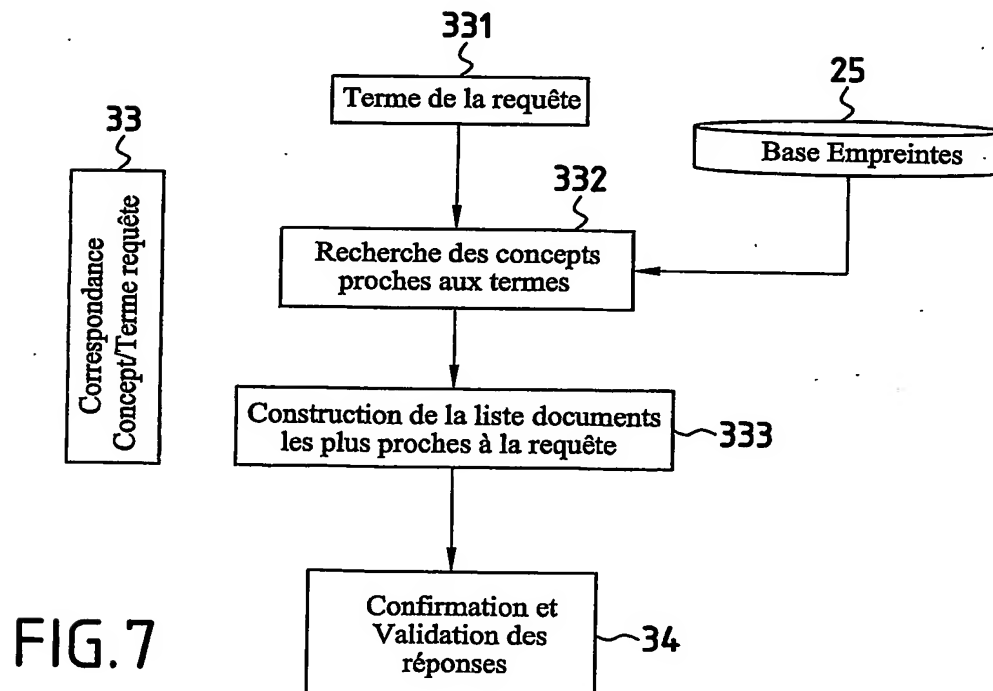 331
Terme de la requête
25
Base Empreintes
33
Correspondance
Concept/Terme requête
332
Recherche des concepts
proches aux termes
Construction de la liste documents
les plus proches à la requête
333
Confirmation et
Validation des
réponses
34
FIG.7